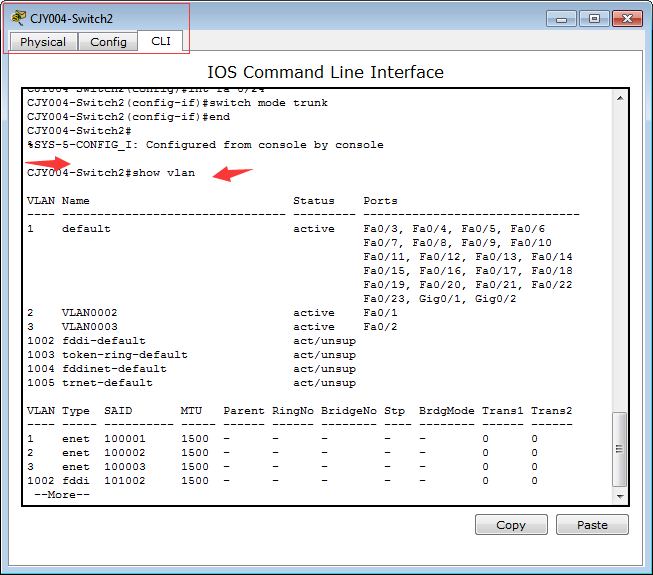 CJY004-Switch2
Physical Config CLI
IOS Command Line Interface
CJY004-Switch2(config)#int fa 0/24
CJY004-Switch2(config-if)#switch mode trunk
CJY004-Switch2(config-if)#end
CJY004-Switch2#
%SYS-5-CONFIG_I: Configured from console by console
CJY004-Switch2#show vlan
VLAN Name                             Status    Ports
---- -------------------------------- --------- -------------------------------
1    default                          active    Fa0/3, Fa0/4, Fa0/5, Fa0/6
                                                Fa0/7, Fa0/8, Fa0/9, Fa0/10
                                                Fa0/11, Fa0/12, Fa0/13, Fa0/14
                                                Fa0/15, Fa0/16, Fa0/17, Fa0/18
                                                Fa0/19, Fa0/20, Fa0/21, Fa0/22
                                                Fa0/23, Gig0/1, Gig0/2
2    VLAN0002                         active    Fa0/1
3    VLAN0003                         active    Fa0/2
1002 fddi-default                     act/unsup
1003 token-ring-default               act/unsup
1004 fddinet-default                  act/unsup
1005 trnet-default                    act/unsup
VLAN Type  SAID       MTU   Parent RingNo BridgeNo Stp  BrdgMode Trans1 Trans2
---- ----- ---------- ----- ------ ------ -------- ---- -------- ------ ------
1    enet  100001     1500  -      -      -        -    -        0      0
2    enet  100002     1500  -      -      -        -    -        0      0
3    enet  100003     1500  -      -      -        -    -        0      0
1002 fddi  101002     1500  -      -      -        -    -        0      0
 --More--
Copy Paste